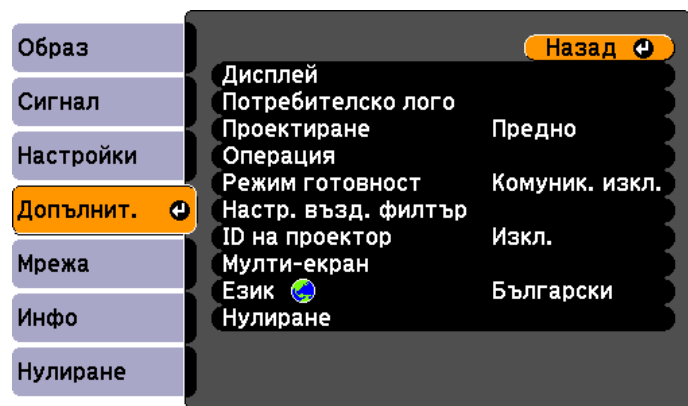 Образ
Сигнал
Настройки
Допълнит.
Мрежа
Инфо
Нулиране
Назад
Дисплей
Потребителско лого
Проектиране Предно
Операция
Режим готовност Комуник. изкл.
Настр. възд. филтър
ID на проектор Изкл.
Мулти-екран
Език Български
Нулиране